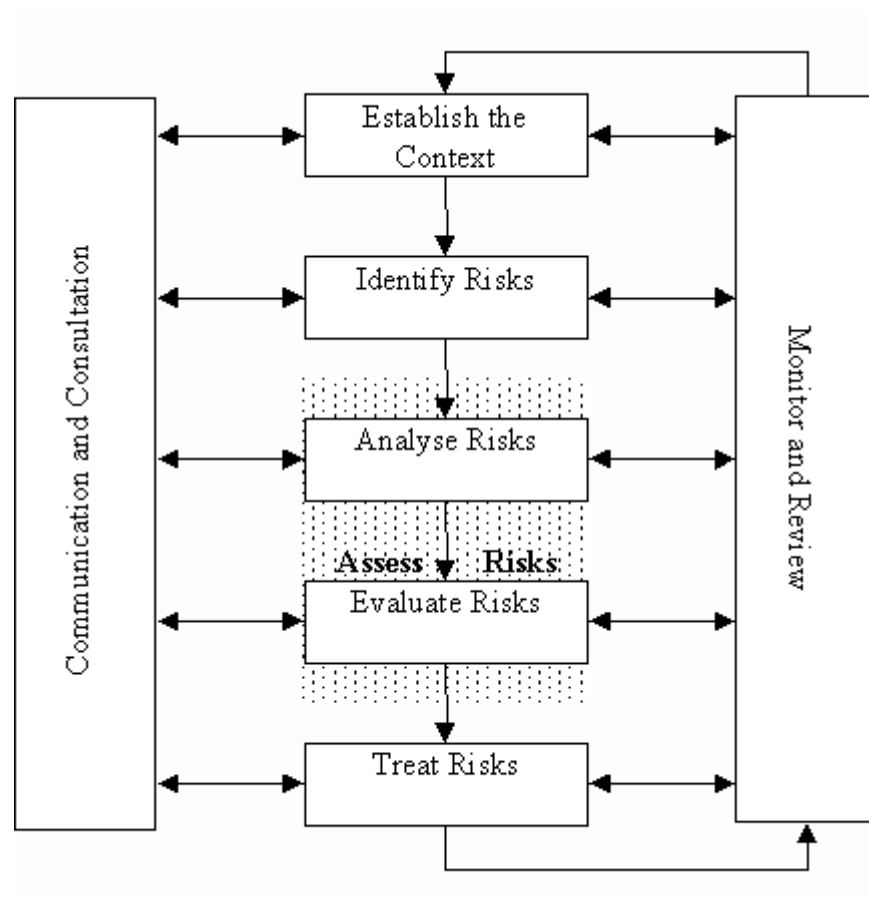 Establish the
Context
Identify Risks
Analyse Risks
Assess Risks
Evaluate Risks
Treat Risks
Communication and Consultation
Monitor and Review